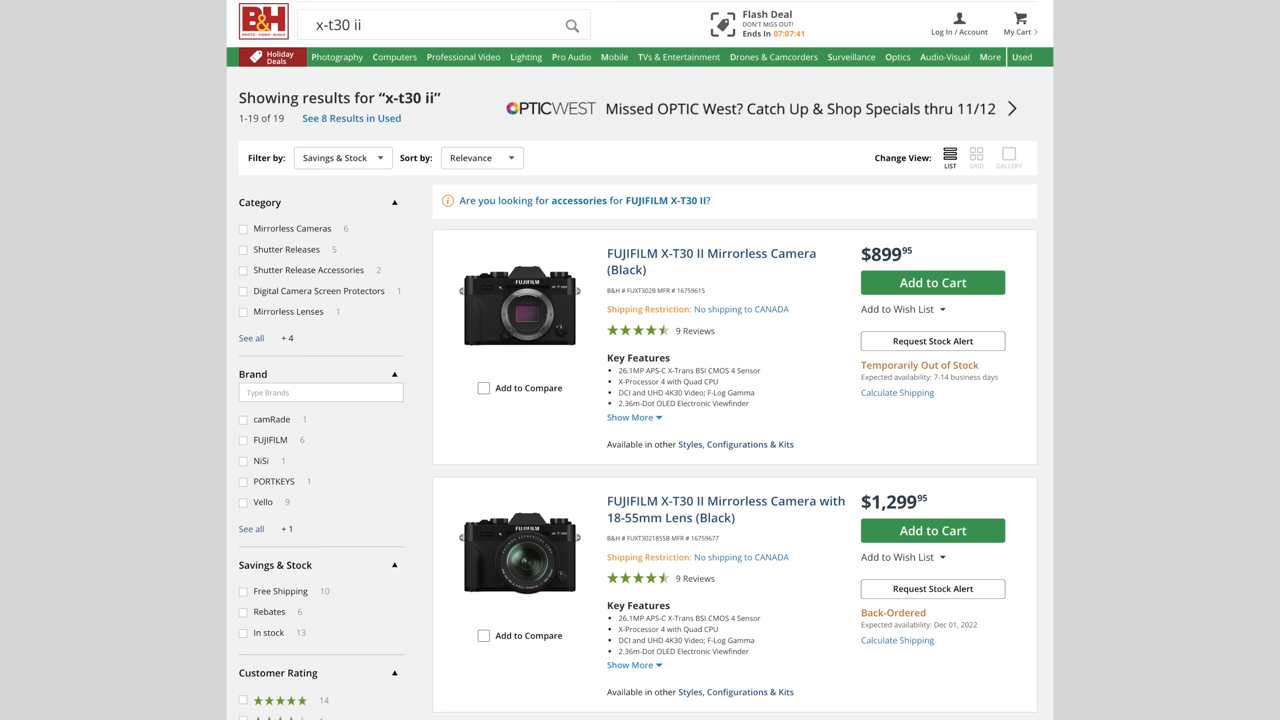 B&H
PHOTO · VIDEO · AUDIO
x-t30 ii
Flash Deal
DON'T MISS OUT!
Ends In 07:07:41
Log In / Account
My Cart
Holiday Deals
Photography Computers Professional Video Lighting Pro Audio Mobile TVs & Entertainment Drones & Camcorders Surveillance Optics Audio-Visual More Used
Showing results for “x-t30 ii”
1-19 of 19 See 8 Results in Used
OPTICWEST Missed OPTIC West? Catch Up & Shop Specials thru 11/12
Filter by: Savings & Stock Sort by: Relevance
Change View: LIST GRID GALLERY
Category
Mirrorless Cameras 6
Shutter Releases 5
Shutter Release Accessories 2
Digital Camera Screen Protectors 1
Mirrorless Lenses 1
See all + 4
Brand
Type Brands
camRade 1
FUJIFILM 6
NiSi 1
PORTKEYS 1
Vello 9
See all + 1
Savings & Stock
Free Shipping 10
Rebates 6
In stock 13
Customer Rating
14
Are you looking for accessories for FUJIFILM X-T30 II?
FUJIFILM
X-T30
Add to Compare
FUJIFILM X-T30 II Mirrorless Camera
(Black)
B&H # FUXT302B MFR # 16759615
Shipping Restriction: No shipping to CANADA
9 Reviews
Key Features
26.1MP APS-C X-Trans BSI CMOS 4 Sensor
X-Processor 4 with Quad CPU
DCI and UHD 4K30 Video; F-Log Gamma
2.36m-Dot OLED Electronic Viewfinder
Show More
Available in other Styles, Configurations & Kits
$899 95
Add to Cart
Add to Wish List
Request Stock Alert
Temporarily Out of Stock
Expected availability: 7-14 business days
Calculate Shipping
FUJIFILM
X-T30
Add to Compare
FUJIFILM X-T30 II Mirrorless Camera with
18-55mm Lens (Black)
B&H # FUXT3021855B MFR # 16759677
Shipping Restriction: No shipping to CANADA
9 Reviews
Key Features
26.1MP APS-C X-Trans BSI CMOS 4 Sensor
X-Processor 4 with Quad CPU
DCI and UHD 4K30 Video; F-Log Gamma
2.36m-Dot OLED Electronic Viewfinder
Show More
Available in other Styles, Configurations & Kits
$1,299 95
Add to Cart
Add to Wish List
Request Stock Alert
Back-Ordered
Expected availability: Dec 01, 2022
Calculate Shipping